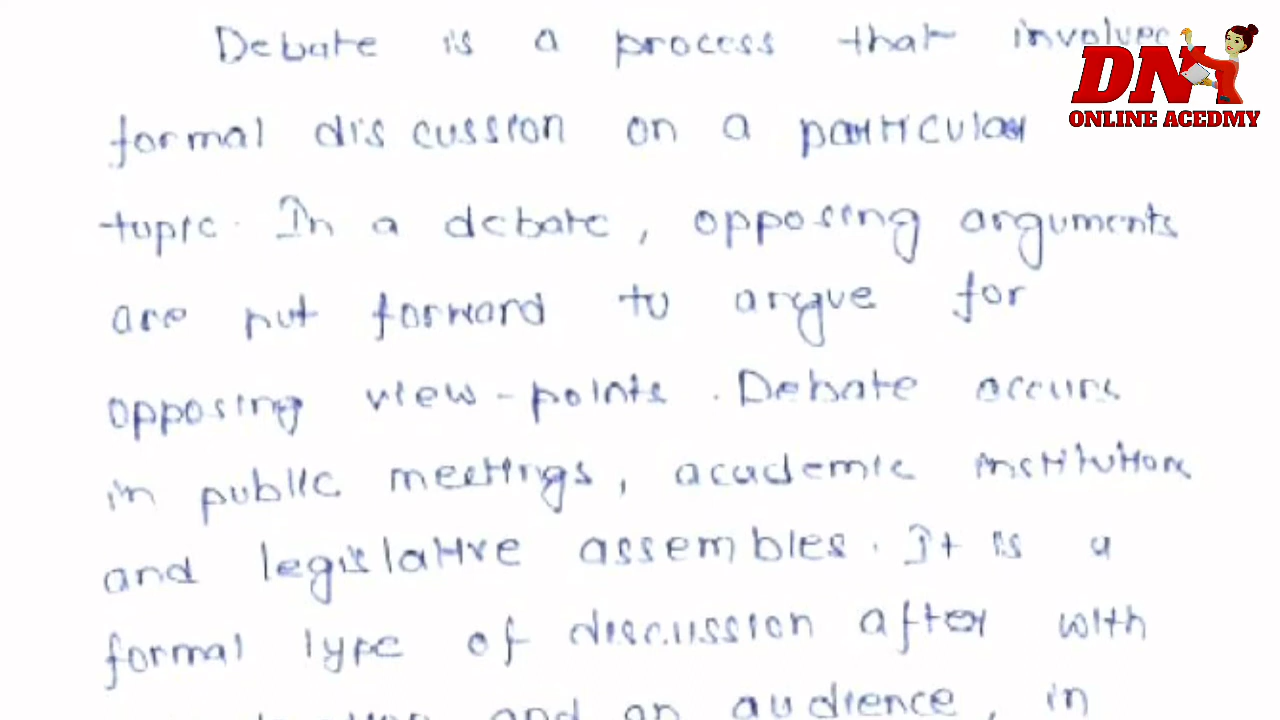 Debate is a process that involves
DNA
ONLINE ACEDMY
formal discussion on a particular
topic. In a debate, opposing arguments
are put forward to argue for
opposing view-points. Debate occurs
in public meetings, academic institutions
and legislative assembles. It is a
formal type of discussion after with
and an audience, in